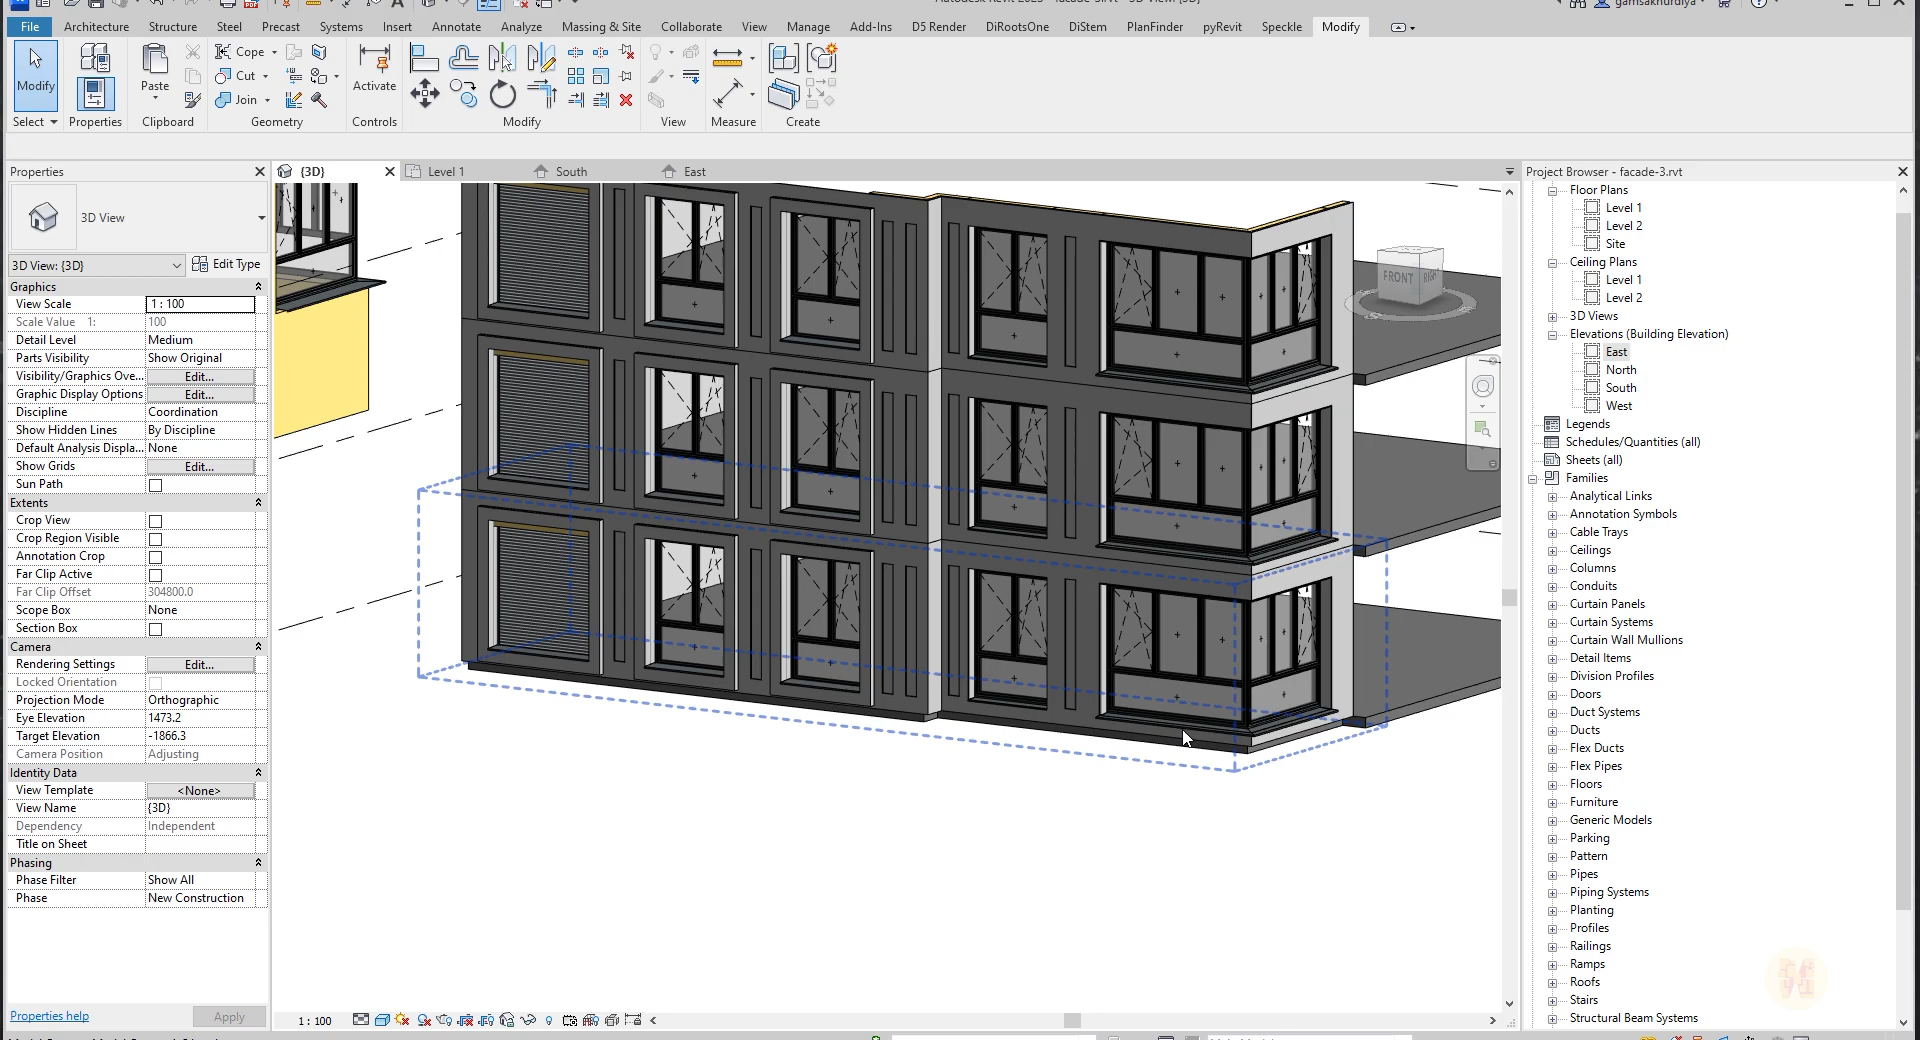 gamsakhurdiya
File Architecture Structure Steel Precast Systems Insert Annotate Analyze Massing & Site Collaborate View Manage Add-Ins D5 Render DiRootsOne DiStem PlanFinder pyRevit Speckle Modify
Modify
Paste
Cope
Cut
Join
Activate
Select Properties Clipboard Geometry Controls Modify View Measure Create
Properties
{3D} Level 1 South East
Project Browser - facade-3.rvt
3D View
3D View: {3D} Edit Type
Graphics
View Scale 1 : 100
Scale Value 1: 100
Detail Level Medium
Parts Visibility Show Original
Visibility/Graphics Ove... Edit...
Graphic Display Options Edit...
Discipline Coordination
Show Hidden Lines By Discipline
Default Analysis Displa... None
Show Grids Edit...
Sun Path
Extents
Crop View
Crop Region Visible
Annotation Crop
Far Clip Active
Far Clip Offset 304800.0
Scope Box None
Section Box
Camera
Rendering Settings Edit...
Locked Orientation
Projection Mode Orthographic
Eye Elevation 1473.2
Target Elevation -1866.3
Camera Position Adjusting
Identity Data
View Template <None>
View Name {3D}
Dependency Independent
Title on Sheet
Phasing
Phase Filter Show All
Phase New Construction
Properties help Apply
FRONT RIGHT
1 : 100
Floor Plans
Level 1
Level 2
Site
Ceiling Plans
Level 1
Level 2
3D Views
Elevations (Building Elevation)
East
North
South
West
Legends
Schedules/Quantities (all)
Sheets (all)
Families
Analytical Links
Annotation Symbols
Cable Trays
Ceilings
Columns
Conduits
Curtain Panels
Curtain Systems
Curtain Wall Mullions
Detail Items
Division Profiles
Doors
Duct Systems
Ducts
Flex Ducts
Flex Pipes
Floors
Furniture
Generic Models
Parking
Pattern
Pipes
Piping Systems
Planting
Profiles
Railings
Ramps
Roofs
Stairs
Structural Beam Systems